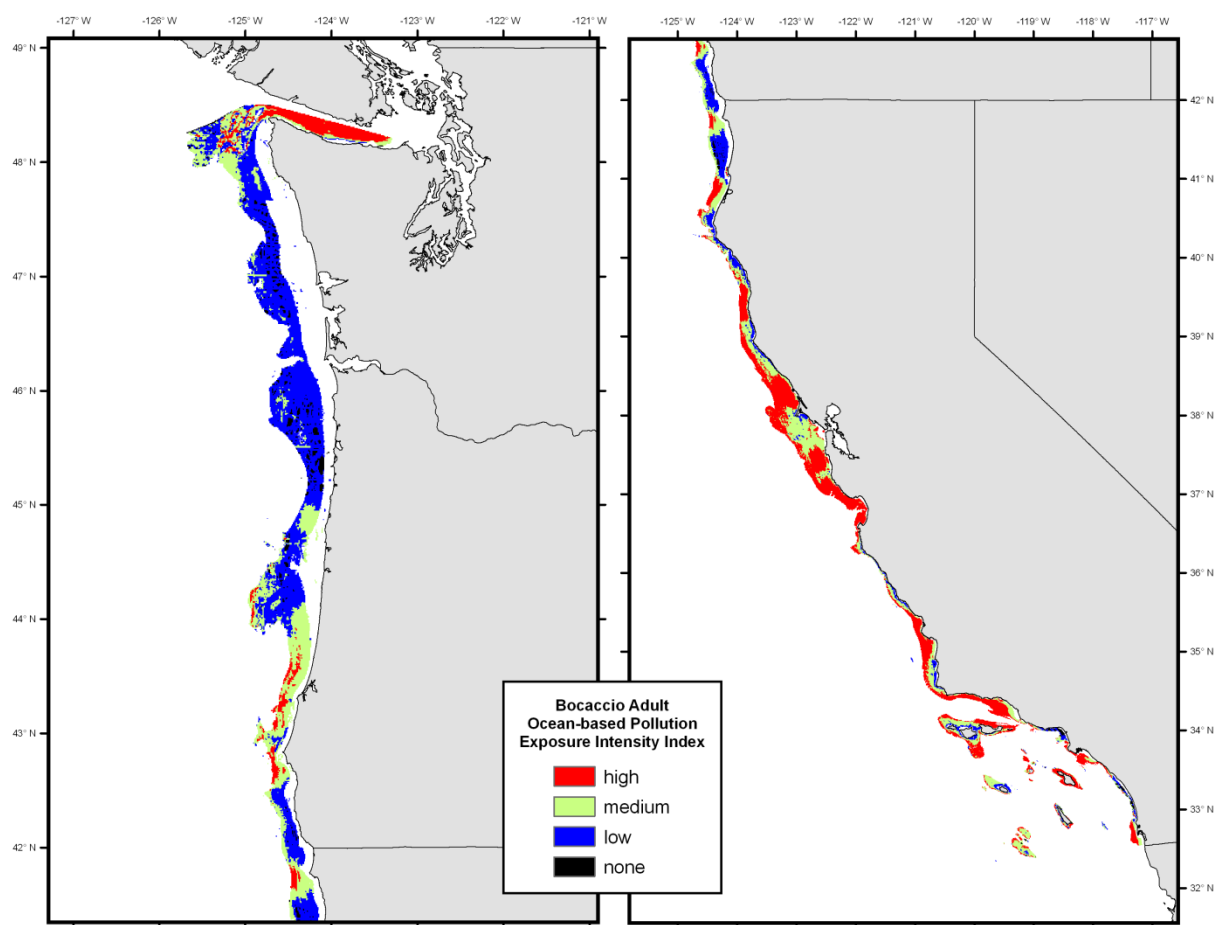 -127° W -126° W -125° W -124° W -123° W -122° W -121° W
-125° W -124° W -123° W -122° W -121° W -120° W -119° W -118° W -117° W
49° N
48° N
47° N
46° N
45° N
44° N
43° N
42° N
42° N
41° N
40° N
39° N
38° N
37° N
36° N
35° N
34° N
33° N
32° N
Bocaccio Adult
Ocean-based Pollution
Exposure Intensity Index
high
medium
low
none